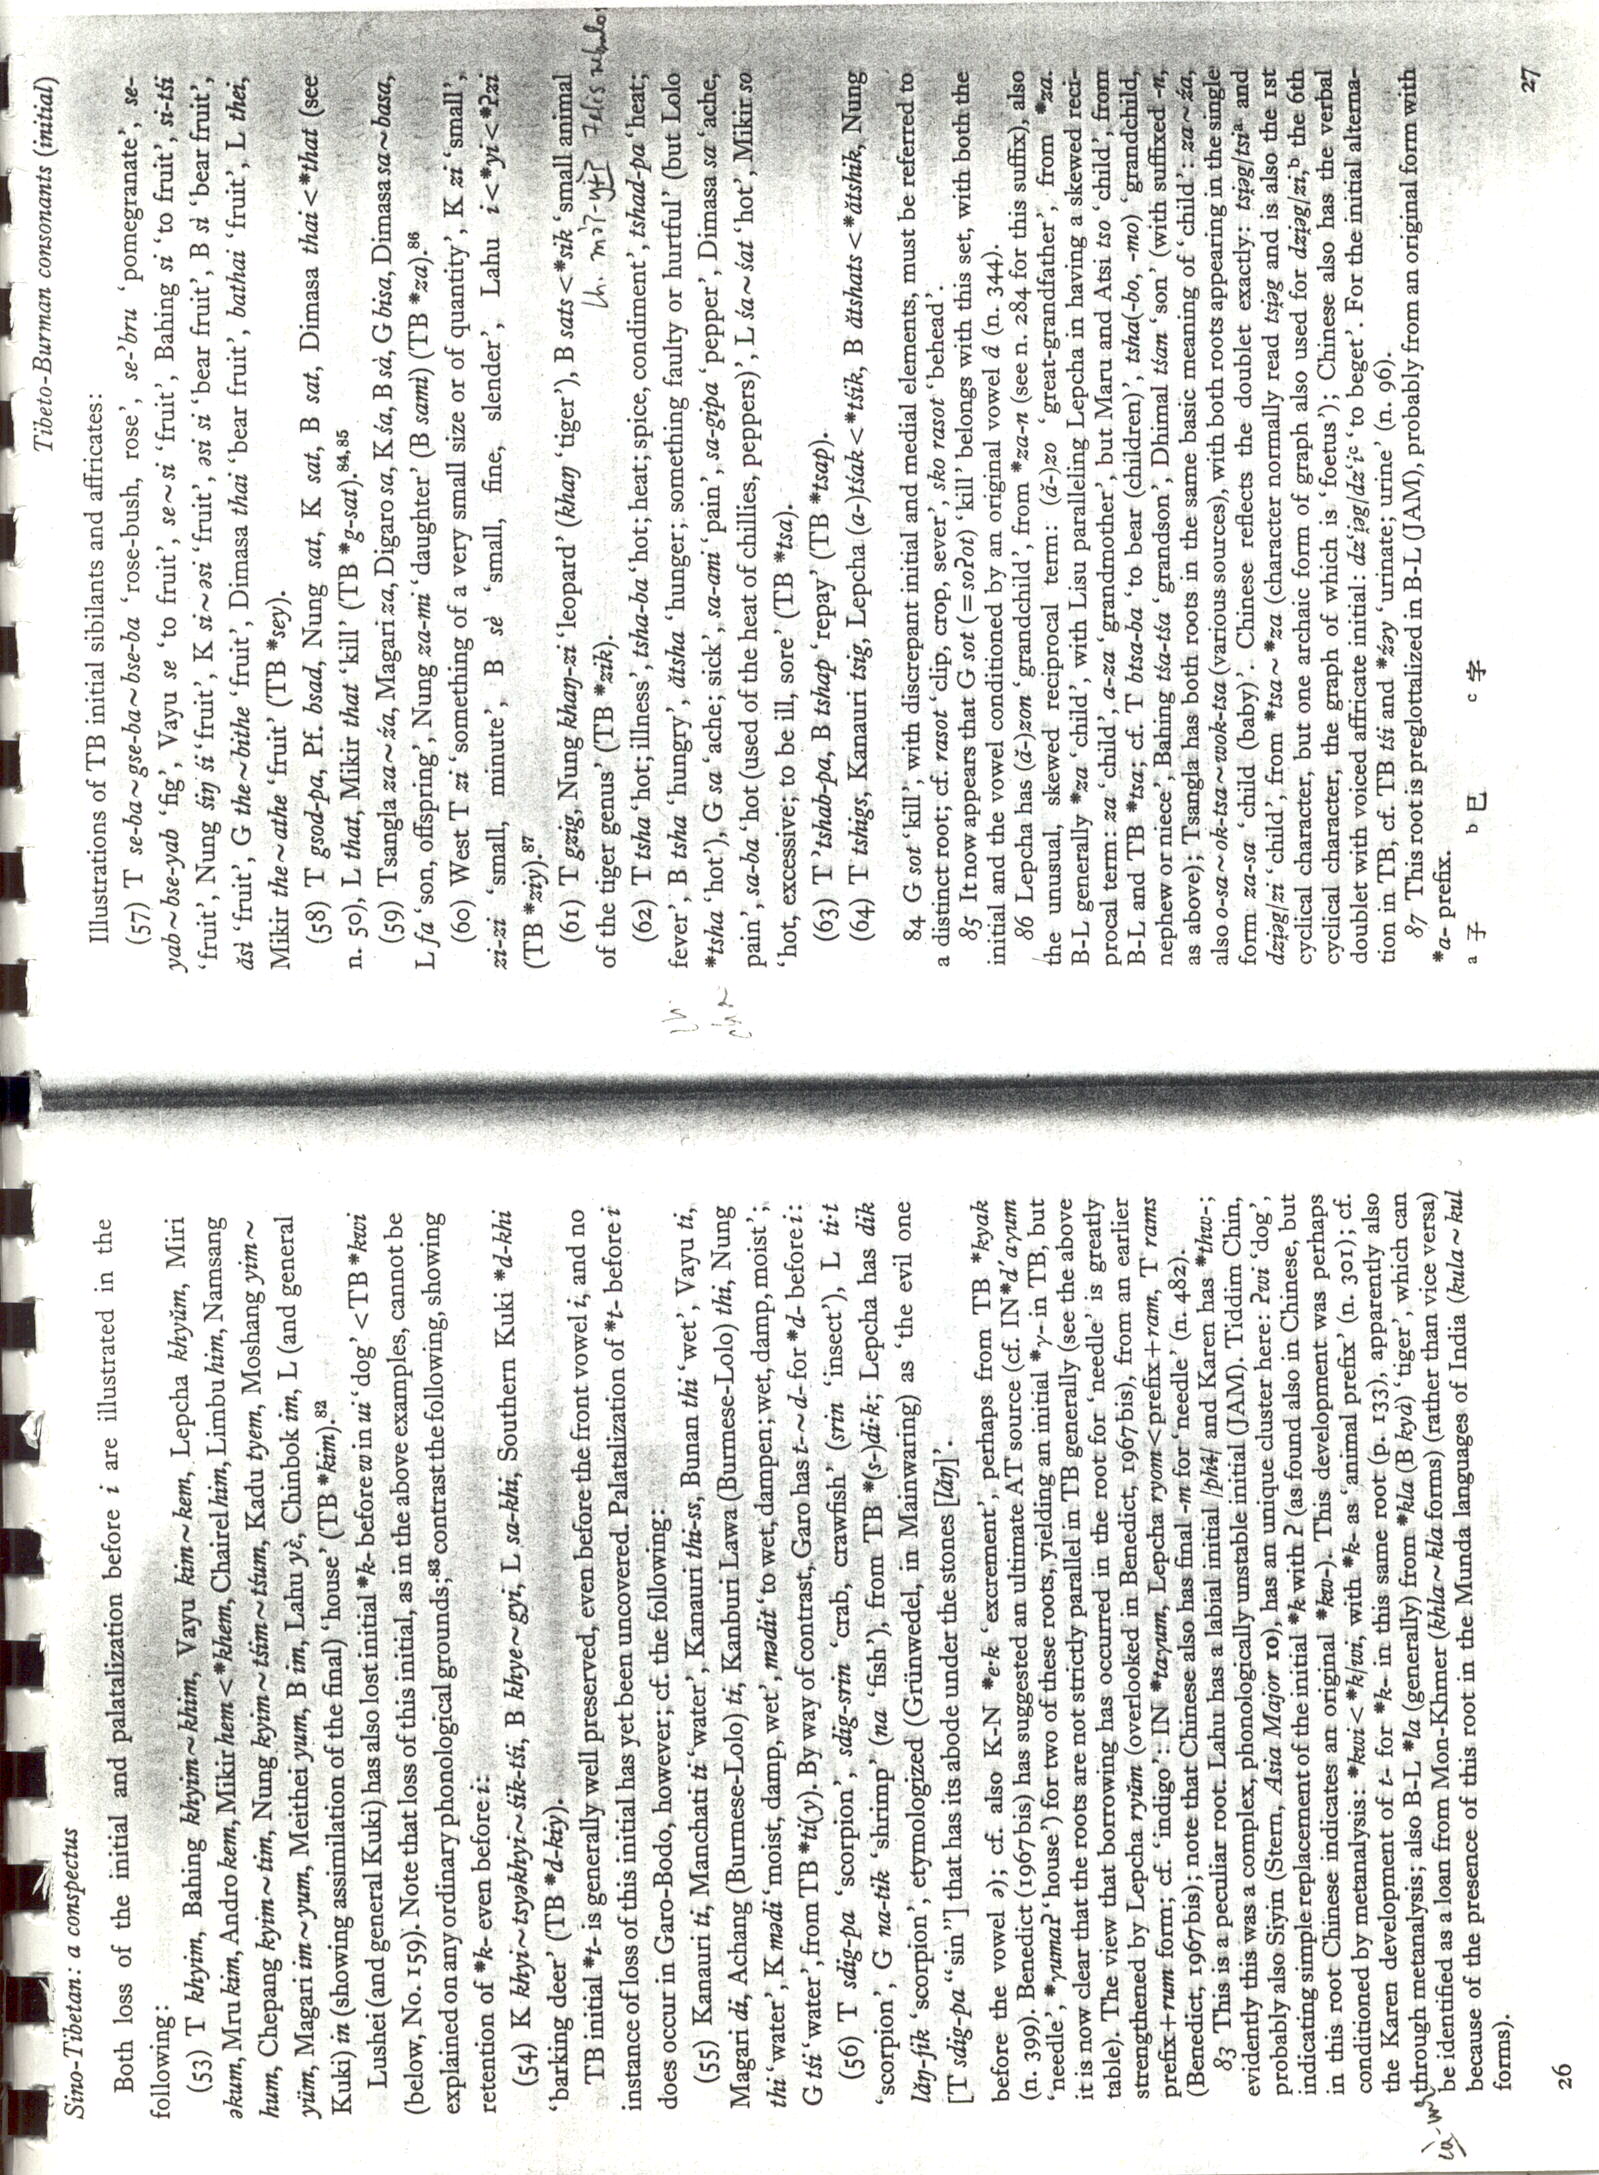 Sino-Tibetan: a conspectus
Both loss of the initial and palatalization before i are illustrated in the
following:
(53) T khyim, Bahing khyim~khim, Vayu kim~kem, Lepcha khyŭm, Miri
əkum, Mru kim, Andro kem, Mikir hem<*khem, Chairel him, Limbu him, Namsang
hum, Chepang kyim~tim, Nung kyim~tśim~tśum, Kadu tyem, Moshang yim~
yüm, Magari im~yum, Meithei yum, B im, Lahu yɛ̀, Chinbok im, L (and general
Kuki) in (showing assimilation of the final) ‘house’ (TB *kim).82
Lushei (and general Kuki) has also lost initial *k- before w in ui ‘dog’ <TB *kwi
(below, No. 159). Note that loss of this initial, as in the above examples, cannot be
explained on any ordinary phonological grounds,83 contrast the following, showing
retention of *k- even before i:
(54) K khyi~tsyəkhyi~śik-tśi, B khye~gyi, L sa-khi, Southern Kuki *d-khi
‘barking deer’ (TB *d-kiy).
TB initial *t- is generally well preserved, even before the front vowel i, and no
instance of loss of this initial has yet been uncovered. Palatalization of *t- before i
does occur in Garo-Bodo, however; cf. the following:
(55) Kanauri ti, Manchati ti ‘water’, Kanauri thi-ss, Bunan thi ‘wet’, Vayu ti,
Magari di, Achang (Burmese-Lolo) ti, Kanburi Lawa (Burmese-Lolo) thi, Nung
thi ‘water’, K mədi ‘moist, damp, wet’, mədit ‘to wet, dampen; wet, damp, moist’,
G tśi ‘water’, from TB *ti(y). By way of contrast, Garo has t-~d- for *d- before i:
(56) T sdig-pa ‘scorpion’, sdig-srin ‘crab, crawfish’ (srin ‘insect’), L ti·t
‘scorpion’, G na-tik ‘shrimp’ (na ‘fish’), from TB *(s-)di·k; Lepcha has dik
lăŋ-jik ‘scorpion’, etymologized (Grünwedel, in Mainwaring) as ‘the evil one
[T sdig-pa “sin”] that has its abode under the stones [lăŋ]’.
before the vowel ə); cf. also K-N *e·k ‘excrement’, perhaps from TB *kyak
(n. 399). Benedict (1967 bis) has suggested an ultimate AT source (cf. IN *d’aγum
‘needle’, *γumaʔ ‘house’) for two of these roots, yielding an initial *γ- in TB, but
it is now clear that the roots are not strictly parallel in TB generally (see the above
table). The view that borrowing has occurred in the root for ‘needle’ is greatly
strengthened by Lepcha ryŭm (overlooked in Benedict, 1967 bis), from an earlier
prefix+rum form; cf. ‘indigo’: IN *tayum, Lepcha ryom<prefix+ram, T rams
(Benedict, 1967 bis); note that Chinese also has final -m for ‘needle’ (n. 482).
83 This is a peculiar root. Lahu has a labial initial /phɨ̂/ and Karen has *thw-;
evidently this was a complex, phonologically unstable initial (JAM). Tiddim Chin,
probably also Siyin (Stern, Asia Major 10), has an unique cluster here: ʔwi ‘dog’,
indicating simple replacement of the initial *k with ʔ (as found also in Chinese, but
in this root Chinese indicates an original *kw-). This development was perhaps
conditioned by metanalysis: *kwi<*k/wi, with *k- as ‘animal prefix’ (n. 301); cf.
the Karen development of t- for *k- in this same root (p. 133), apparently also
through metanalysis; also B-L *la (generally) from *kla (B kyà) ‘tiger’, which can
be identified as a loan from Mon-Khmer (khla~kla forms) (rather than vice versa)
because of the presence of this root in the Munda languages of India (kula~kul
forms).
26
Tibeto-Burman consonants (initial)
Illustrations of TB initial sibilants and affricates:
(57) T se-ba~gse-ba~bse-ba ‘rose-bush, rose’, se-’bru ‘pomegranate’, se-
yab~bse-yab ‘fig’, Vayu se ‘to fruit’, se~si ‘fruit’, Bahing si ‘to fruit’, si-tśi
‘fruit’, Nung śiŋ śi ‘fruit’, K si~əsi ‘fruit’, əsi si ‘bear fruit’, B sì ‘bear fruit’,
ăsì ‘fruit’, G the~bithe ‘fruit’, Dimasa thai ‘bear fruit’, bathai ‘fruit’, L thei,
Mikir the~athe ‘fruit’ (TB *sey).
(58) T gsod-pa, Pf. bsad, Nung sat, K sat, B sat, Dimasa thai<*that (see
n. 50), L that, Mikir that ‘kill’ (TB *g-sat).84,85
(59) Tsangla za~źa, Magari za, Digaro sa, K śa, B sà, G bisa, Dimasa sa~basa,
L fa ‘son, offspring’, Nung za-mi ‘daughter’ (B sami) (TB *za).86
(60) West T zi ‘something of a very small size or of quantity’, K zi ‘small’,
zi-zi ‘small, minute’, B sè ‘small, fine, slender’, Lahu i<*yi<*ʔzi
(TB *ziy).87
(61) T gzig, Nung khaŋ-zi ‘leopard’ (khaŋ ‘tiger’), B sats<*sik ‘small animal
of the tiger genus’ (TB *zik).
(62) T tsha ‘hot; illness’, tsha-ba ‘hot; heat; spice, condiment’, tshad-pa ‘heat;
fever’, B tsha ‘hungry’, ătsha ‘hunger; something faulty or hurtful’ (but Lolo
*tsha ‘hot’), G sa ‘ache; sick’, sa-ani ‘pain’, sa-gipa ‘pepper’, Dimasa sa ‘ache,
pain’, sa-ba ‘hot (used of the heat of chillies, peppers)’, L śa~śat ‘hot’, Mikir so
‘hot, excessive; to be ill, sore’ (TB *tsa).
(63) T ’tshab-pa, B tshap ‘repay’ (TB *tsap).
(64) T tshigs, Kanauri tsig, Lepcha (a-)tśak<*tśik, B ătshats<*ătshik, Nung
84 G sot ‘kill’, with discrepant initial and medial elements, must be referred to
a distinct root; cf. rasot ‘clip, crop, sever’, sko rasot ‘behead’.
85 It now appears that G sot (=soʔot) ‘kill’ belongs with this set, with both the
initial and the vowel conditioned by an original vowel â (n. 344).
86 Lepcha has (ă-)zon ‘grandchild’, from *za-n (see n. 284 for this suffix), also
the unusual, skewed reciprocal term: (ă-)zo ‘great-grandfather’, from *za.
B-L generally *za ‘child’, with Lisu paralleling Lepcha in having a skewed reci-
procal term: za ‘child’, a-za ‘grandmother’, but Maru and Atsi tso ‘child’, from
B-L and TB *tsa; cf. T btsa-ba ‘to bear (children)’, tsha(-bo, -mo) ‘grandchild,
nephew or niece’, Bahing tśa-tśa ‘grandson’, Dhimal tśan ‘son’ (with suffixed -n,
as above); Tsangla has both roots in the same basic meaning of ‘child’: za~źa,
also o-sa~ok-tsa~wok-tsa (various sources), with both roots appearing in the single
form za-sa ‘child (baby)’. Chinese reflects the doublet exactly: tsi̯əg/tsiᵃ and
dzi̯əg/zi ‘child’, from *tsa~*za (character normally read tsi̯əg and is also the 1st
cyclical character, but one archaic form of graph also used for dzi̯əg/zi,ᵇ the 6th
cyclical character, the graph of which is ‘foetus’); Chinese also has the verbal
doublet with voiced affricate initial: dz‘i̯əg/dz‘iᶜ ‘to beget’. For the initial alterna-
tion in TB, cf. TB tśi and *źəy ‘urinate; urine’ (n. 96).
87 This root is preglottalized in B-L (JAM), probably from an original form with
*a- prefix.
a 子 b 巳 c 字
27